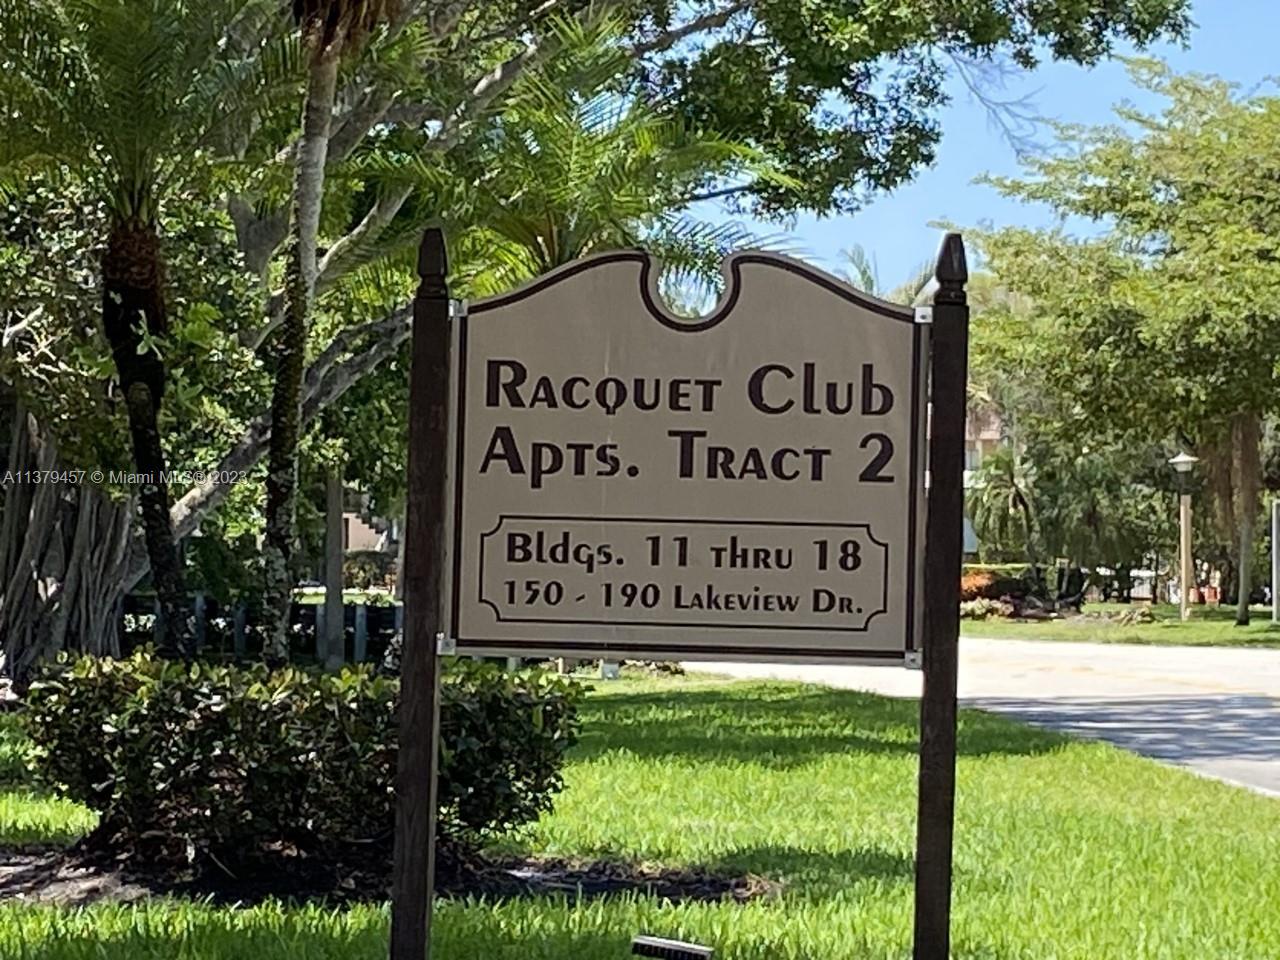 Racquet Club
Apts. Tract 2
Bldgs. 11 thru 18
150 - 190 Lakeview Dr.
A11379457 © Miami MLS® 2023